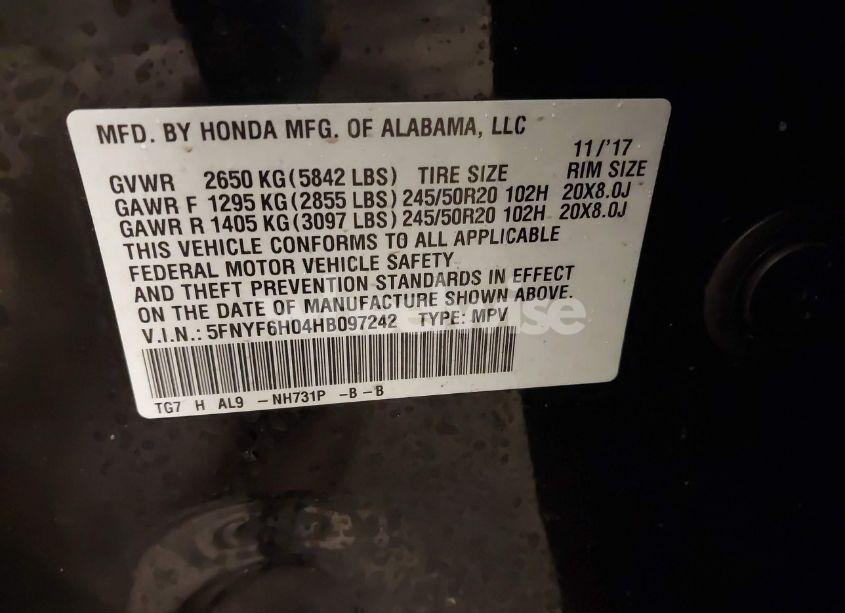 MFD. BY HONDA MFG. OF ALABAMA, LLC
11/'17
GVWR 2650 KG(5842 LBS) TIRE SIZE RIM SIZE
GAWR F 1295 KG(2855 LBS) 245/50R20 102H 20X8.0J
GAWR R 1405 KG(3097 LBS) 245/50R20 102H 20X8.0J
THIS VEHICLE CONFORMS TO ALL APPLICABLE
FEDERAL MOTOR VEHICLE SAFETY
AND THEFT PREVENTION STANDARDS IN EFFECT
ON THE DATE OF MANUFACTURE SHOWN ABOVE.
V.I.N.: 5FNYF6H04HB097242 TYPE: MPV
TG7 H AL9 -NH731P -B-B